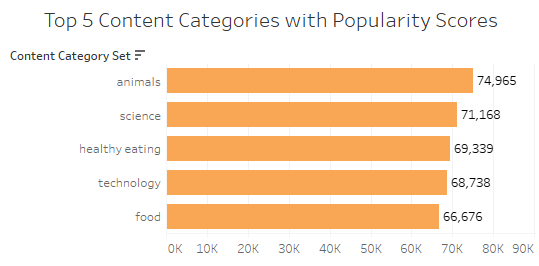 Top 5 Content Categories with Popularity Scores
Content Category Set
animals 74,965
science 71,168
healthy eating 69,339
technology 68,738
food 66,676
0K 10K 20K 30K 40K 50K 60K 70K 80K 90K